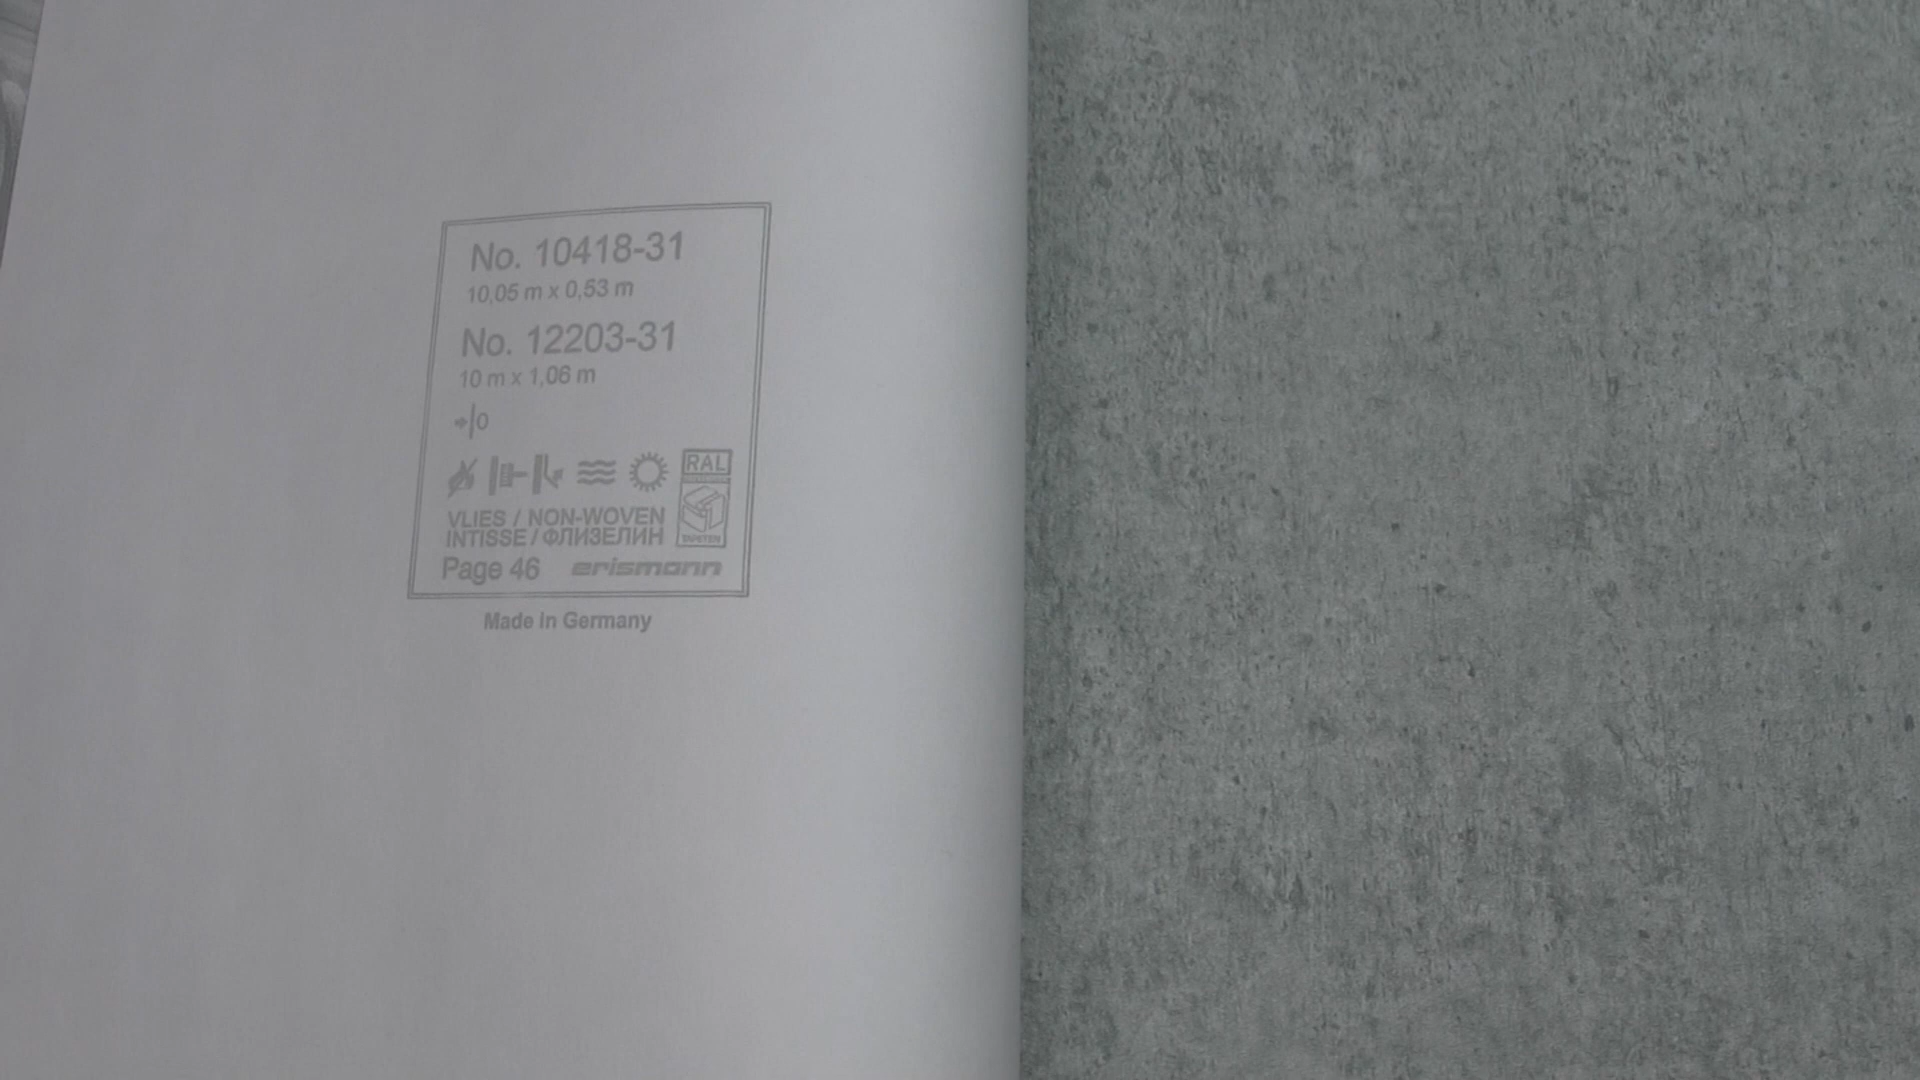 No. 10418-31
10,05 m x 0,53 m
No. 12203-31
10 m x 1,06 m
0
RAL
VLIES / NON-WOVEN
INTISSE / ФЛИЗЕЛИН
TAPETEN
Page 46 erismann
Made in Germany